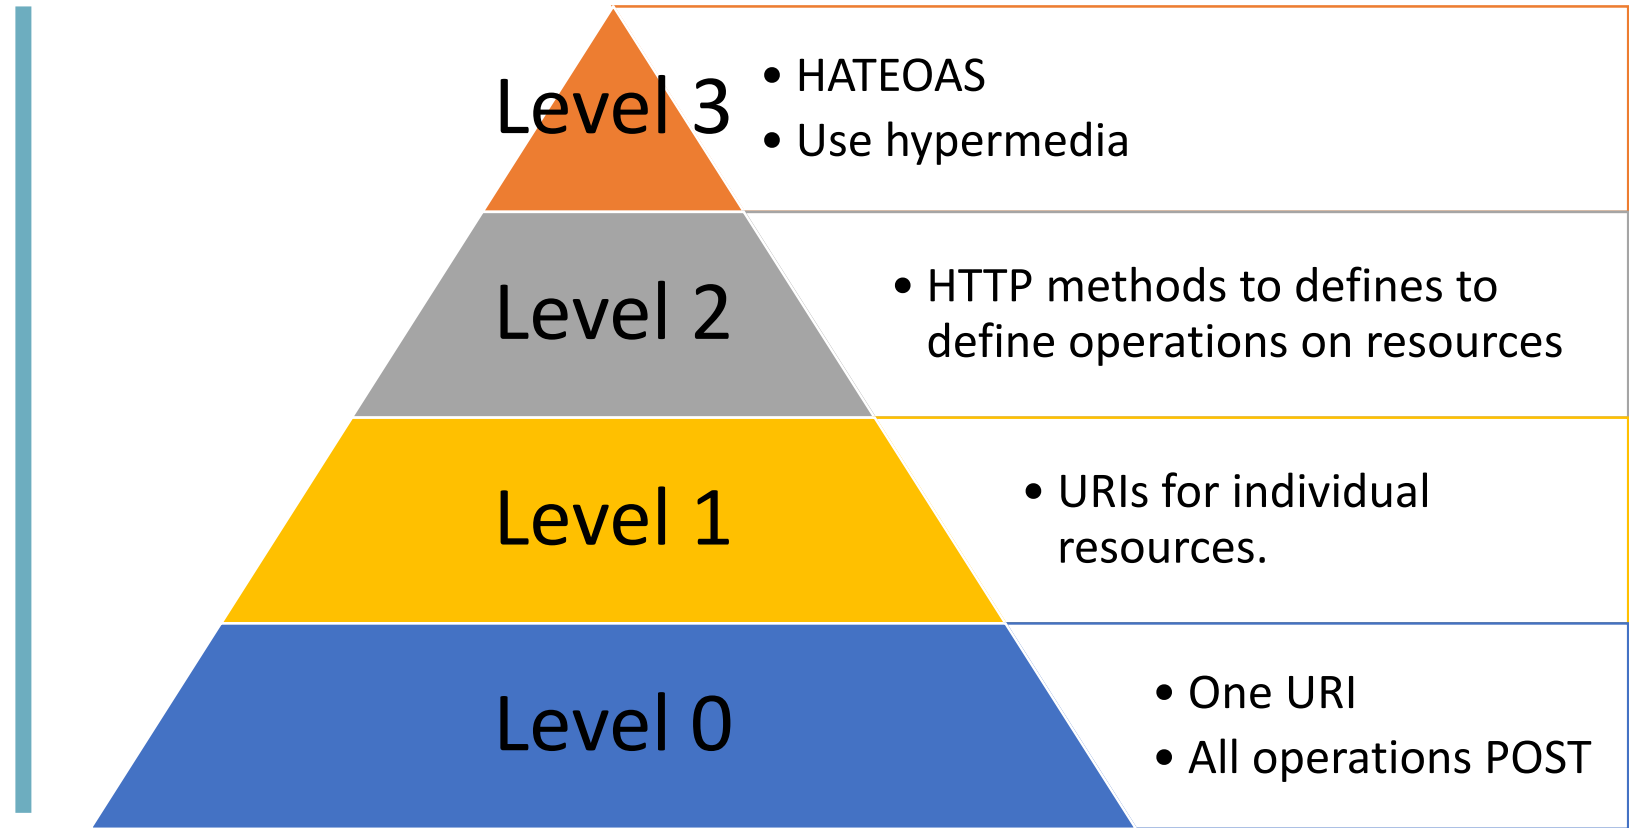 Level 3
• HATEOAS
• Use hypermedia
Level 2
• HTTP methods to defines to
define operations on resources
Level 1
• URIs for individual
resources.
Level 0
• One URI
• All operations POST